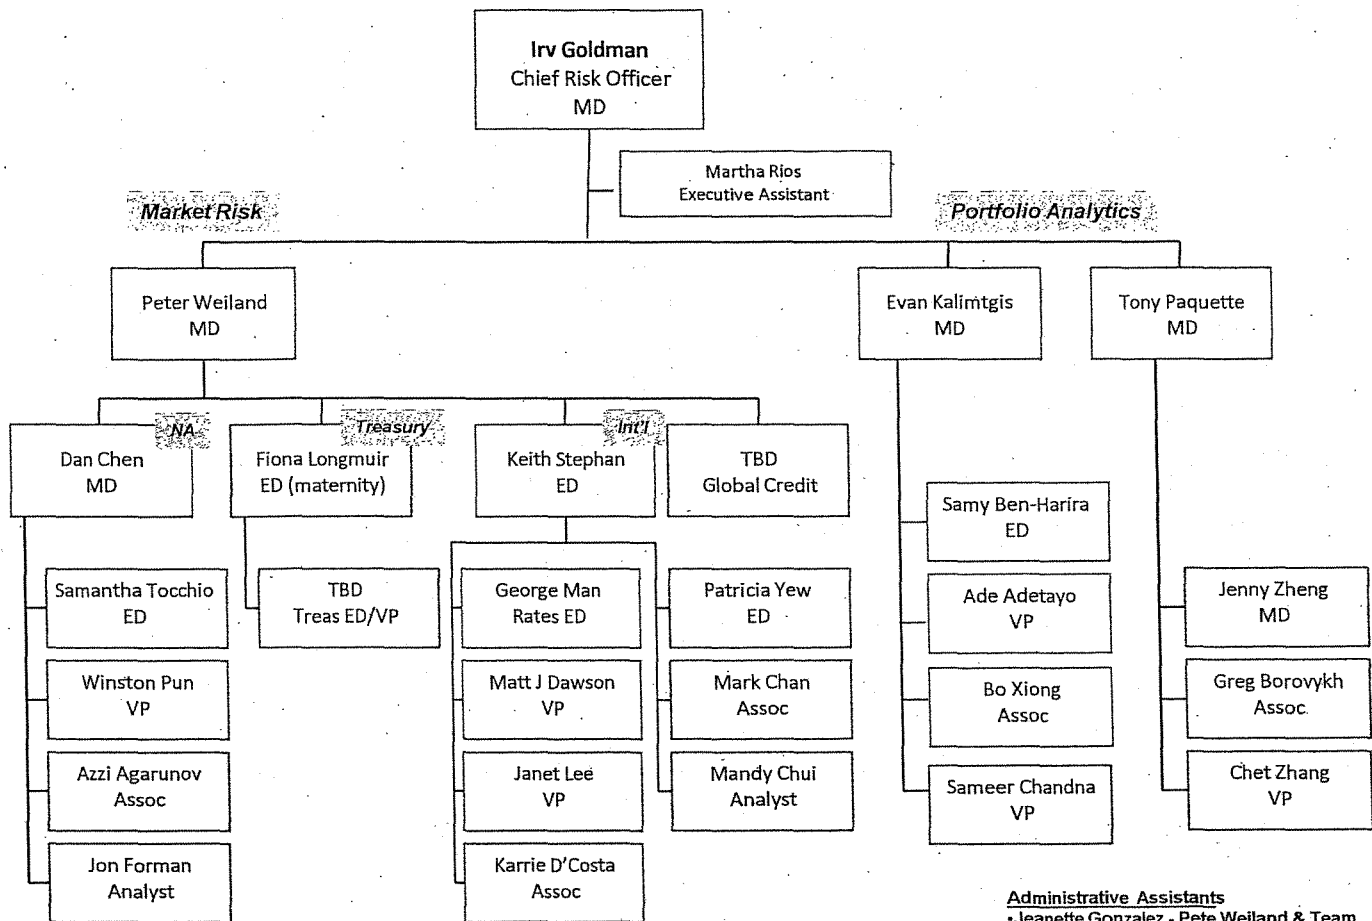 Irv Goldman
Chief Risk Officer
MD
Martha Rios
Executive Assistant
Market Risk
Portfolio Analytics
Peter Weiland
MD
Evan Kalimtgis
MD
Tony Paquette
MD
NA
Dan Chen
MD
Treasury
Fiona Longmuir
ED (maternity)
Int'l
Keith Stephan
ED
TBD
Global Credit
Samantha Tocchio
ED
Winston Pun
VP
Azzi Agarunov
Assoc
Jon Forman
Analyst
TBD
Treas ED/VP
George Man
Rates ED
Matt J Dawson
VP
Janet Lee
VP
Karrie D'Costa
Assoc
Patricia Yew
ED
Mark Chan
Assoc
Mandy Chui
Analyst
Samy Ben-Harira
ED
Ade Adetayo
VP
Bo Xiong
Assoc
Sameer Chandna
VP
Jenny Zheng
MD
Greg Borovykh
Assoc.
Chet Zhang
VP
Administrative Assistants
• Jeanette Gonzalez - Pete Weiland & Team